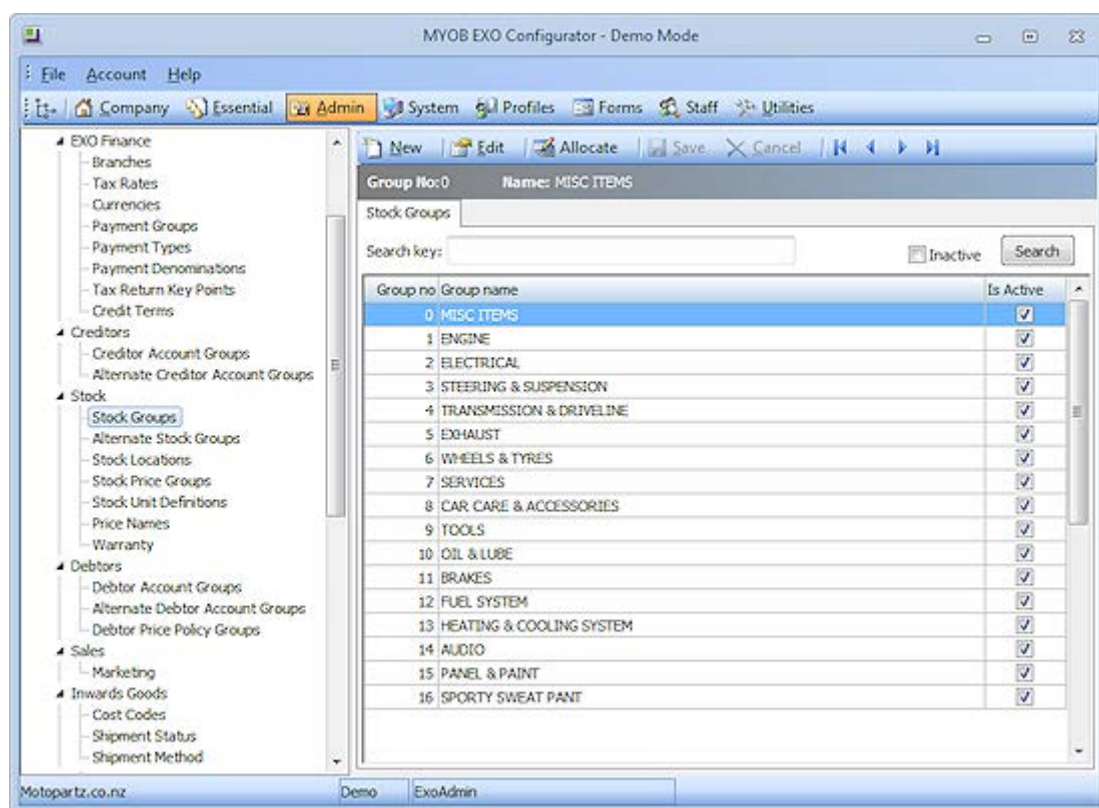 MYOB EXO Configurator - Demo Mode
File Account Help
Company Essential Admin System Profiles Forms Staff Utilities
EXO Finance
Branches
Tax Rates
Currencies
Payment Groups
Payment Types
Payment Denominations
Tax Return Key Points
Credit Terms
Creditors
Creditor Account Groups
Alternate Creditor Account Groups
Stock
Stock Groups
Alternate Stock Groups
Stock Locations
Stock Price Groups
Stock Unit Definitions
Price Names
Warranty
Debtors
Debtor Account Groups
Alternate Debtor Account Groups
Debtor Price Policy Groups
Sales
Marketing
Inwards Goods
Cost Codes
Shipment Status
Shipment Method
New Edit Allocate Save Cancel
Group No:0 Name: MISC ITEMS
Stock Groups
Search key: Inactive Search
Group no Group name Is Active
0 MISC ITEMS
1 ENGINE
2 ELECTRICAL
3 STEERING & SUSPENSION
4 TRANSMISSION & DRIVELINE
5 EXHAUST
6 WHEELS & TYRES
7 SERVICES
8 CAR CARE & ACCESSORIES
9 TOOLS
10 OIL & LUBE
11 BRAKES
12 FUEL SYSTEM
13 HEATING & COOLING SYSTEM
14 AUDIO
15 PANEL & PAINT
16 SPORTY SWEAT PANT
Motopartz.co.nz Demo ExoAdmin